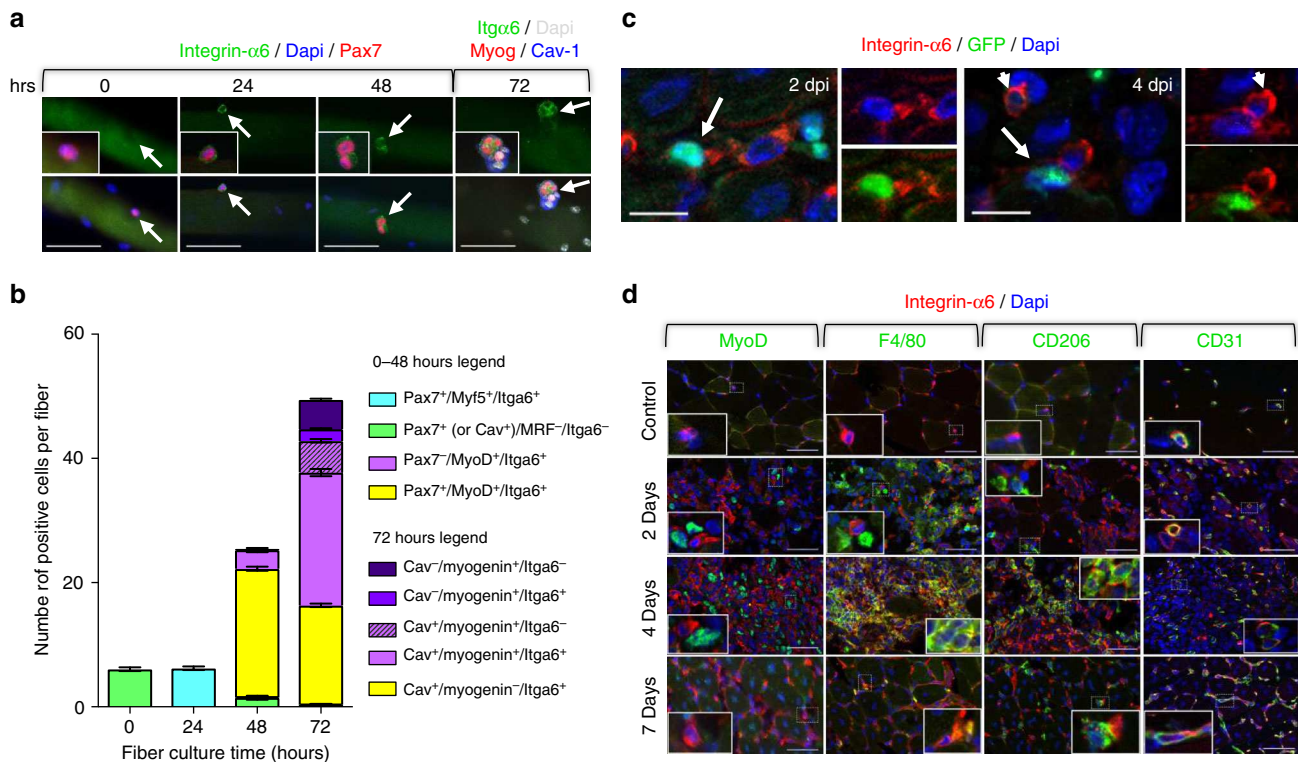 a
Itgα6 / Dapi
Integrin-α6 / Dapi / Pax7
Myog / Cav-1
hrs 0 24 48 72
b
60
40
20
0
Number of positive cells per fiber
0 24 48 72
Fiber culture time (hours)
0–48 hours legend
Pax7⁺/Myf5⁺/Itga6⁺
Pax7⁺ (or Cav⁺)/MRF⁻/Itga6⁻
Pax7⁻/MyoD⁺/Itga6⁺
Pax7⁺/MyoD⁺/Itga6⁺
72 hours legend
Cav⁻/myogenin⁺/Itga6⁻
Cav⁻/myogenin⁺/Itga6⁺
Cav⁺/myogenin⁺/Itga6⁻
Cav⁺/myogenin⁺/Itga6⁺
Cav⁺/myogenin⁻/Itga6⁺
c
Integrin-α6 / GFP / Dapi
2 dpi
4 dpi
d
Integrin-α6 / Dapi
MyoD F4/80 CD206 CD31
Control
2 Days
4 Days
7 Days